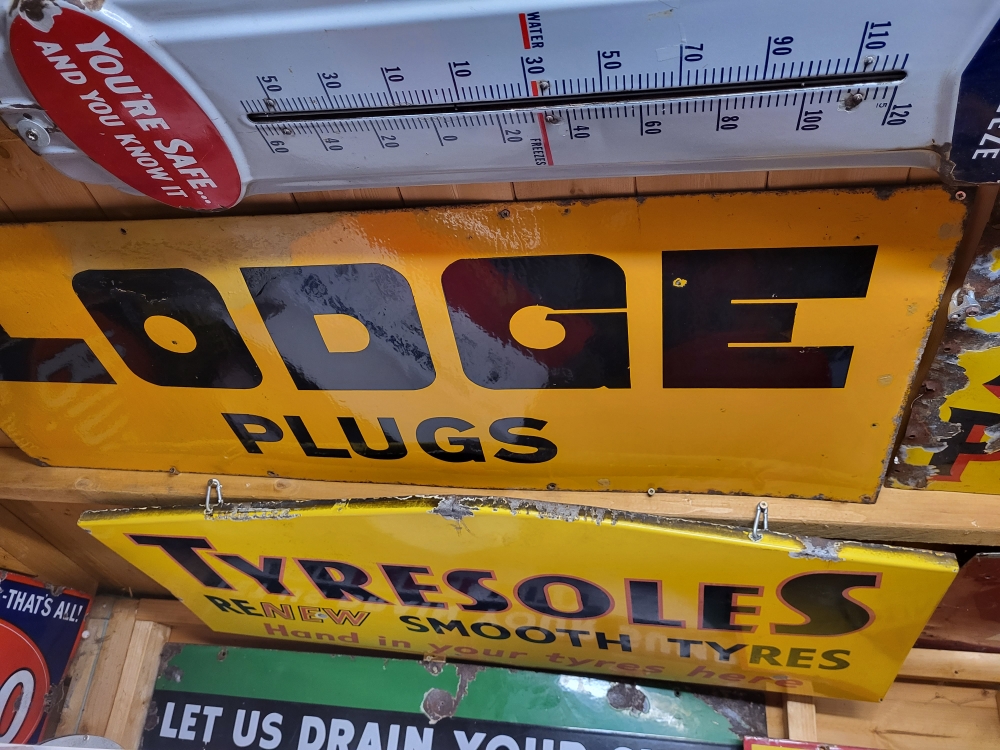 YOU'RE SAFE...
AND YOU KNOW IT
WATER
FREEZES
50 30 10 10 30 50 70 90 110
60 40 20 0 20 40 60 80 100 120
LODGE
PLUGS
TYRESOLES
RENEW SMOOTH TYRES
Hand in your tyres here
-THAT'S ALL!
LET US DRAIN YOUR